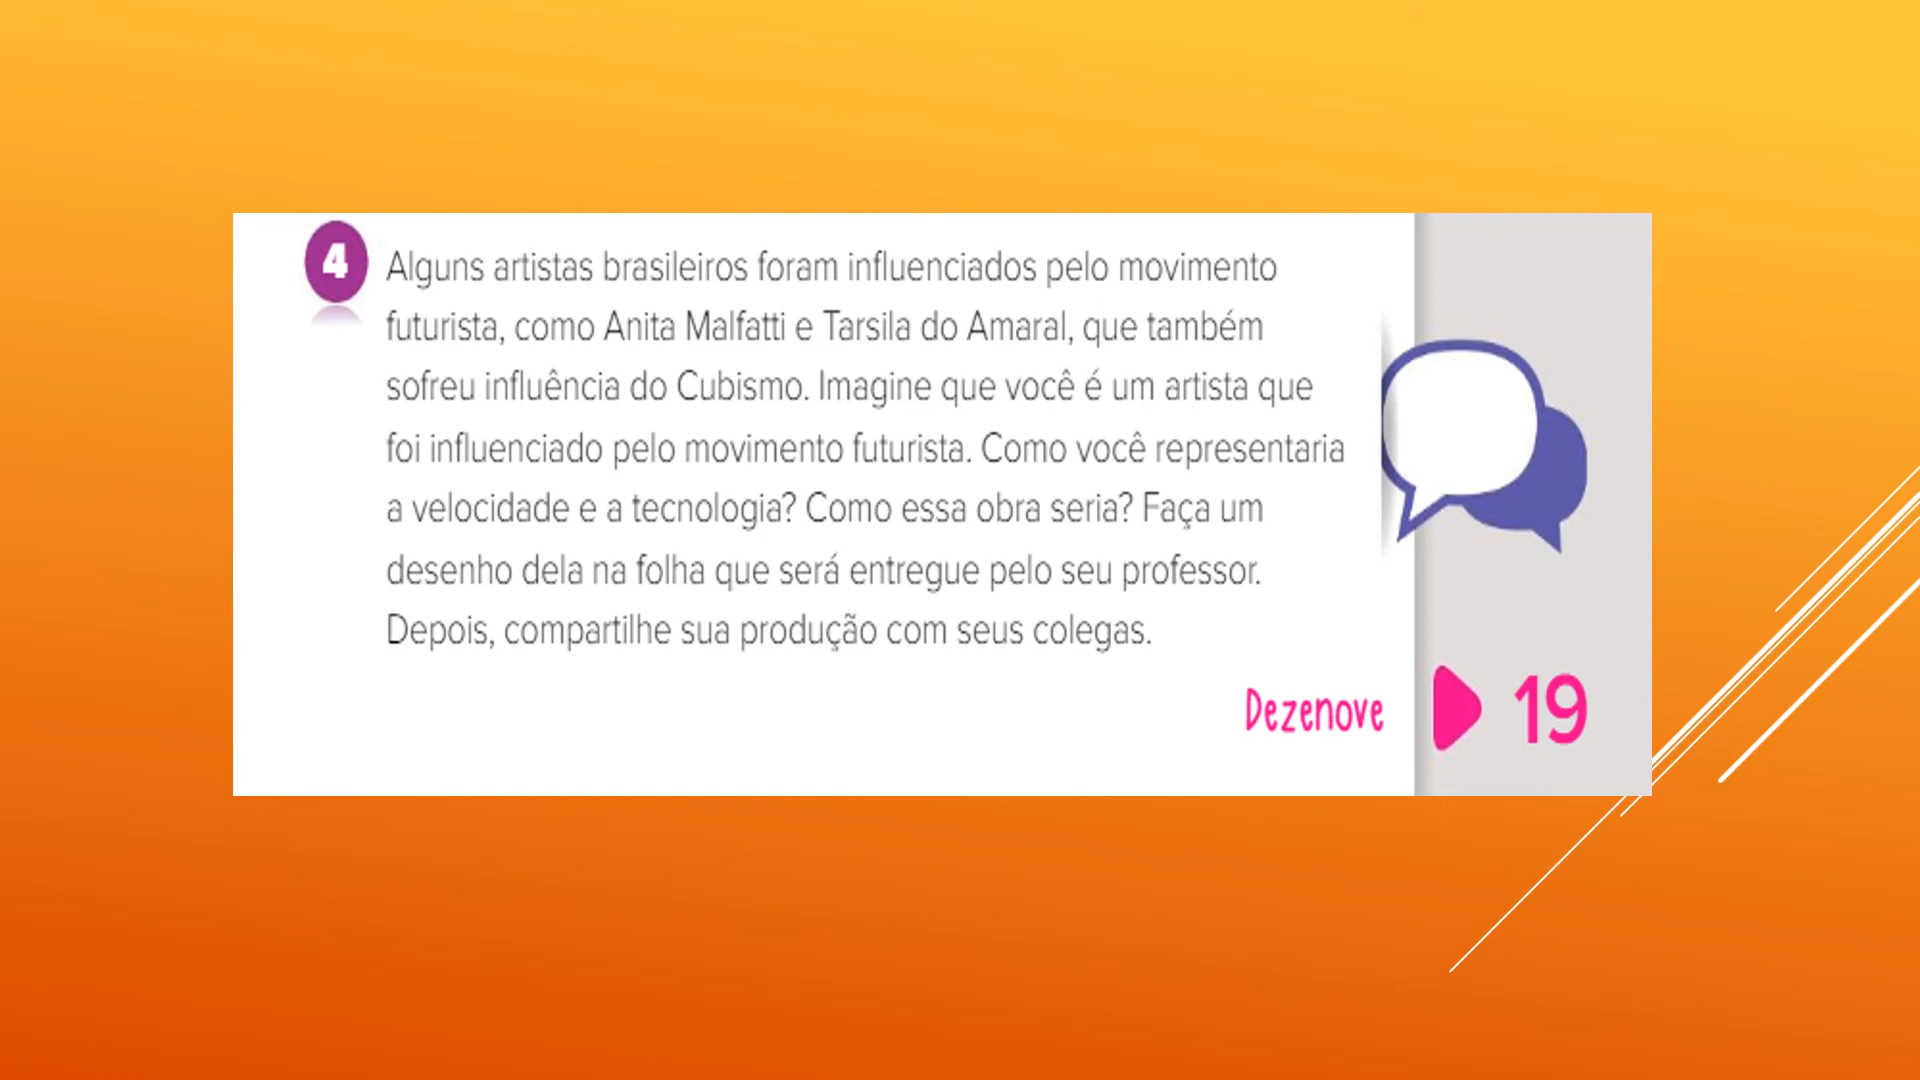 4
Alguns artistas brasileiros foram influenciados pelo movimento
futurista, como Anita Malfatti e Tarsila do Amaral, que também
sofreu influência do Cubismo. Imagine que você é um artista que
foi influenciado pelo movimento futurista. Como você representaria
a velocidade e a tecnologia? Como essa obra seria? Faça um
desenho dela na folha que será entregue pelo seu professor.
Depois, compartilhe sua produção com seus colegas.
Dezenove 19